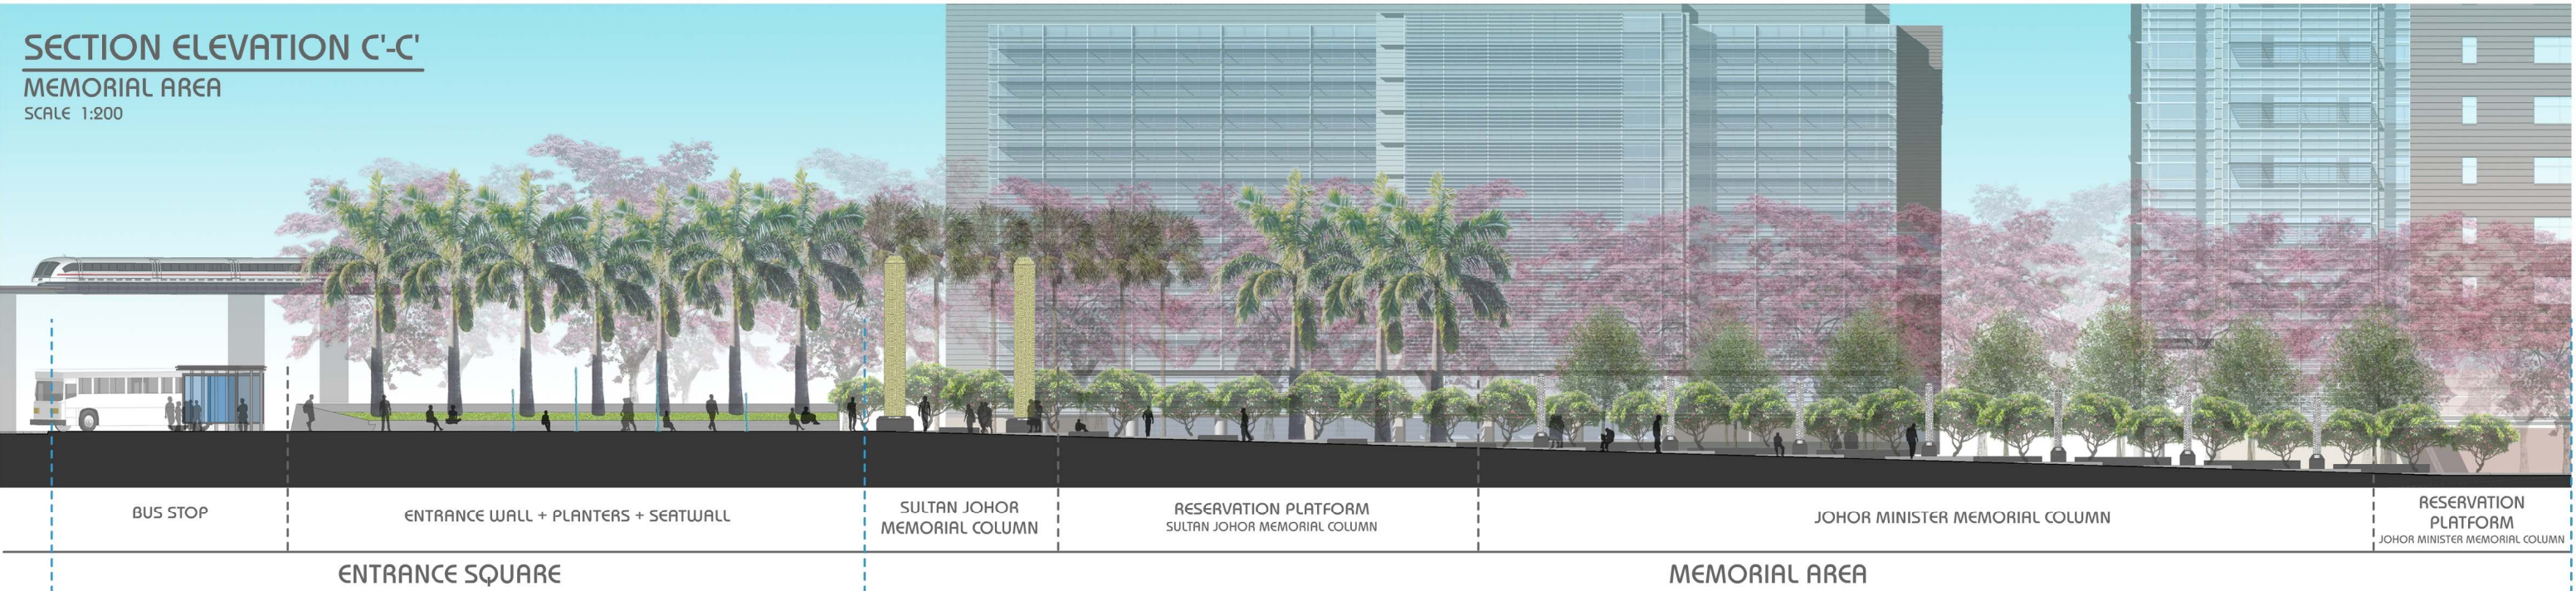 SECTION ELEVATION C'-C'
MEMORIAL AREA
SCALE 1:200
BUS STOP
ENTRANCE WALL + PLANTERS + SEATWALL
SULTAN JOHOR
MEMORIAL COLUMN
RESERVATION PLATFORM
SULTAN JOHOR MEMORIAL COLUMN
JOHOR MINISTER MEMORIAL COLUMN
RESERVATION
PLATFORM
JOHOR MINISTER MEMORIAL COLUMN
ENTRANCE SQUARE
MEMORIAL AREA